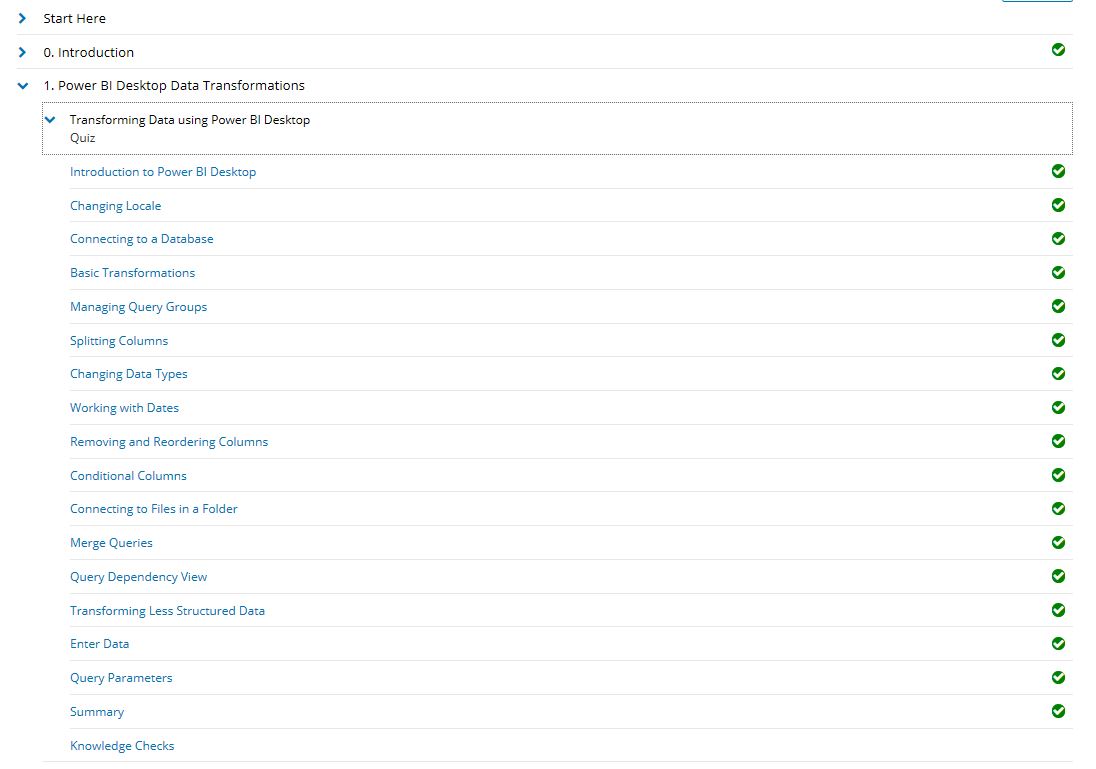 Start Here
0. Introduction
1. Power BI Desktop Data Transformations
Transforming Data using Power BI Desktop
Quiz
Introduction to Power BI Desktop
Changing Locale
Connecting to a Database
Basic Transformations
Managing Query Groups
Splitting Columns
Changing Data Types
Working with Dates
Removing and Reordering Columns
Conditional Columns
Connecting to Files in a Folder
Merge Queries
Query Dependency View
Transforming Less Structured Data
Enter Data
Query Parameters
Summary
Knowledge Checks